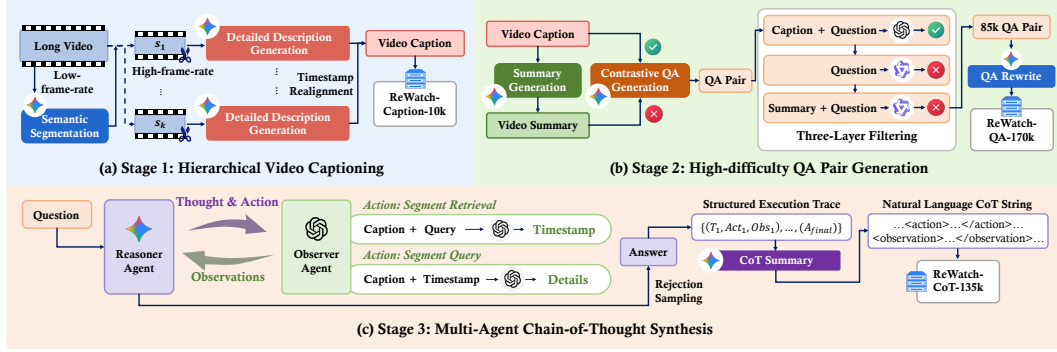 Long Video
Low-
frame-rate
Semantic
Segmentation
s1
High-frame-rate
sk
Detailed Description
Generation
Timestamp
Realignment
Detailed Description
Generation
Video Caption
ReWatch-
Caption-10k
(a) Stage 1: Hierarchical Video Captioning
Video Caption
Summary
Generation
Video Summary
Contrastive QA
Generation
QA Pair
Caption + Question
Question
Summary + Question
Three-Layer Filtering
85k QA Pair
QA Rewrite
ReWatch-
QA-170k
(b) Stage 2: High-difficulty QA Pair Generation
Question
Reasoner
Agent
Thought & Action
Observations
Observer
Agent
Action: Segment Retrieval
Caption + Query
Timestamp
Action: Segment Query
Caption + Timestamp
Details
Answer
Rejection
Sampling
Structured Execution Trace
{(T1, Act1, Obs1), ..., (Afinal)}
CoT Summary
Natural Language CoT String
...<action>...</action>...
<observation>...</observation>...
ReWatch-
CoT-135k
(c) Stage 3: Multi-Agent Chain-of-Thought Synthesis